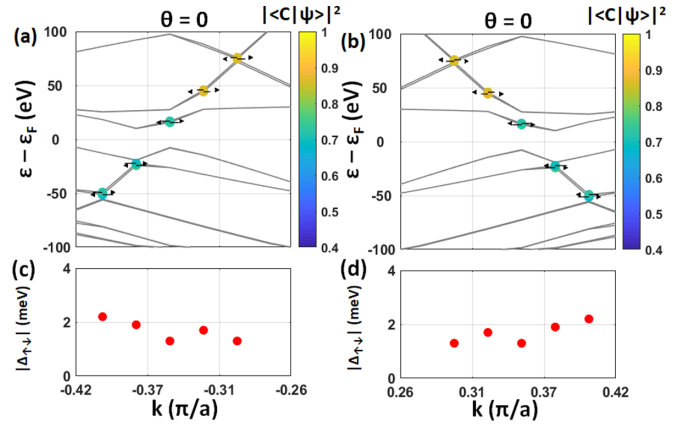 θ = 0
|<C|ψ>|²
θ = 0
|<C|ψ>|²
(a)
(b)
100
50
0
-50
-100
ε − ε_F (eV)
1
0.9
0.8
0.7
0.6
0.5
0.4
100
50
0
-50
-100
ε − ε_F (eV)
1
0.9
0.8
0.7
0.6
0.5
0.4
(c)
(d)
4
2
0
|Δ↑↓| (meV)
-0.42
-0.37
-0.31
-0.26
k (π/a)
4
2
0
|Δ↑↓| (meV)
0.26
0.31
0.37
0.42
k (π/a)